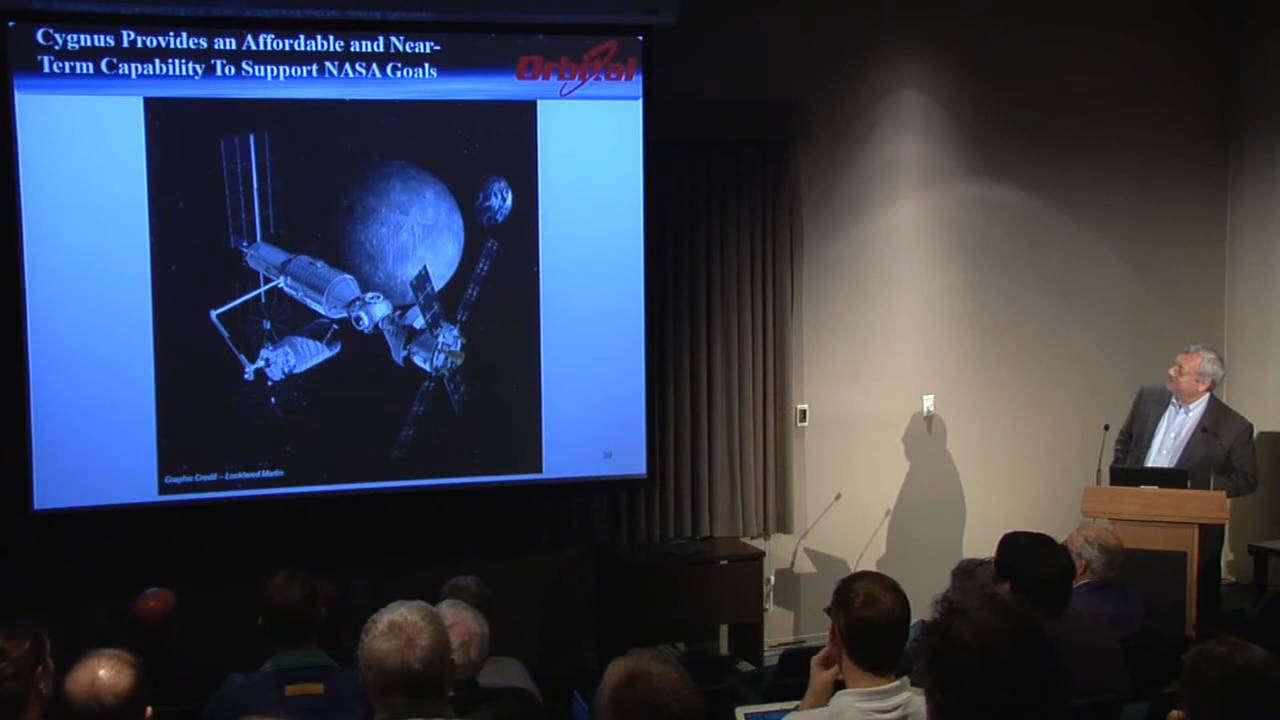 Cygnus Provides an Affordable and Near-
Term Capability To Support NASA Goals
Orbital
Graphic Credit – Lockheed Martin